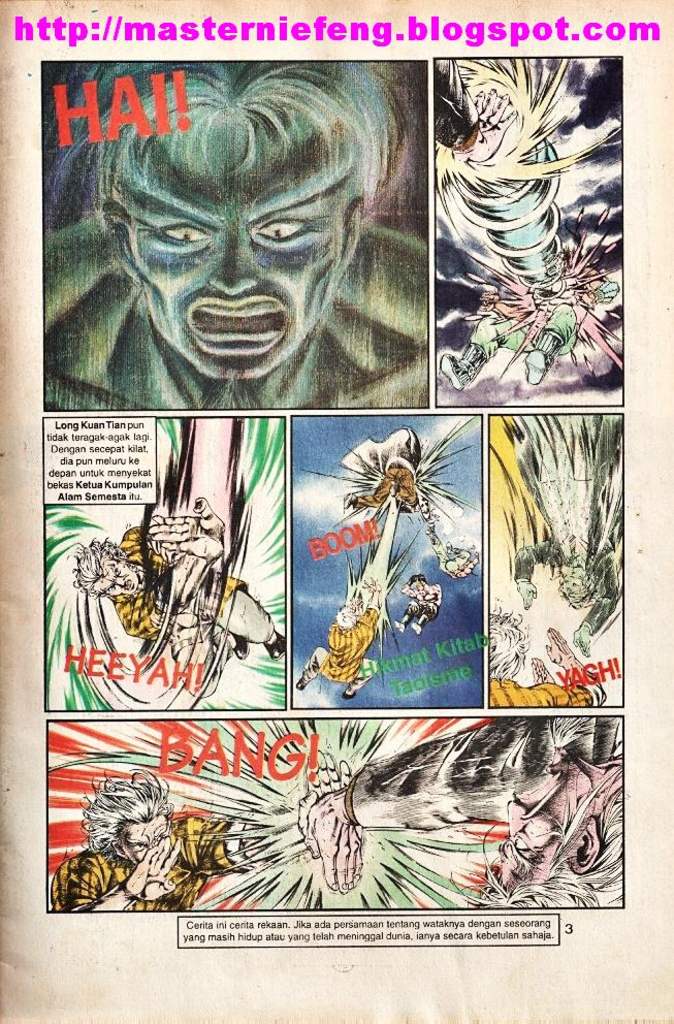 http://masterniefeng.blogspot.com
HAI!
Long Kuan Tian pun
tidak teragak-agak lagi.
Dengan secepat kilat,
dia pun meluru ke
depan untuk menyekat
bekas Ketua Kumpulan
Alam Semesta itu.
HEEYAH!
BOOM!
Hikmat Kitab
Taoisme
YAGH!
BANG!
Cerita ini cerita rekaan. Jika ada persamaan tentang wataknya dengan seseorang
yang masih hidup atau yang telah meninggal dunia, ianya secara kebetulan sahaja.
3